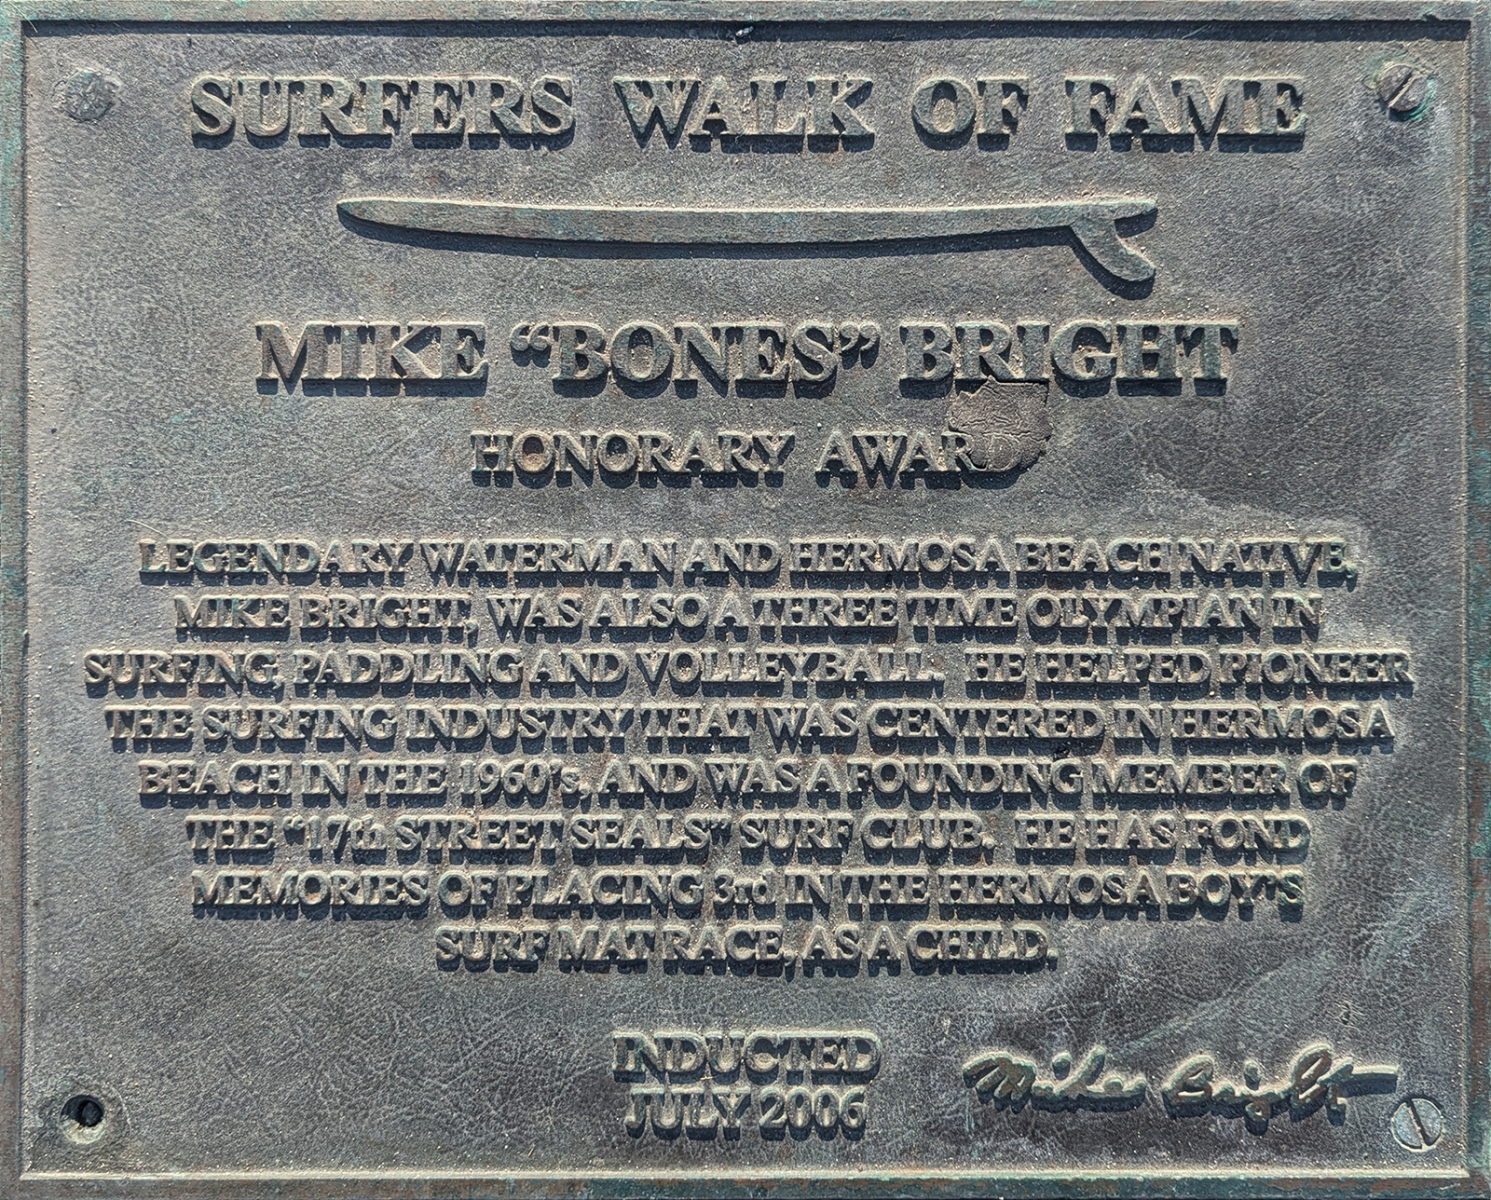 SURFERS WALK OF FAME
MIKE “BONES” BRIGHT
HONORARY AWARD
LEGENDARY WATERMAN AND HERMOSA BEACH NATIVE,
MIKE BRIGHT, WAS ALSO A THREE TIME OLYMPIAN IN
SURFING, PADDLING AND VOLLEYBALL. HE HELPED PIONEER
THE SURFING INDUSTRY THAT WAS CENTERED IN HERMOSA
BEACH IN THE 1960's, AND WAS A FOUNDING MEMBER OF
THE “17th STREET SEALS” SURF CLUB. HE HAS FOND
MEMORIES OF PLACING 3rd IN THE HERMOSA BOY'S
SURF MAT RACE, AS A CHILD.
INDUCTED
JULY 2006
Mike Bright